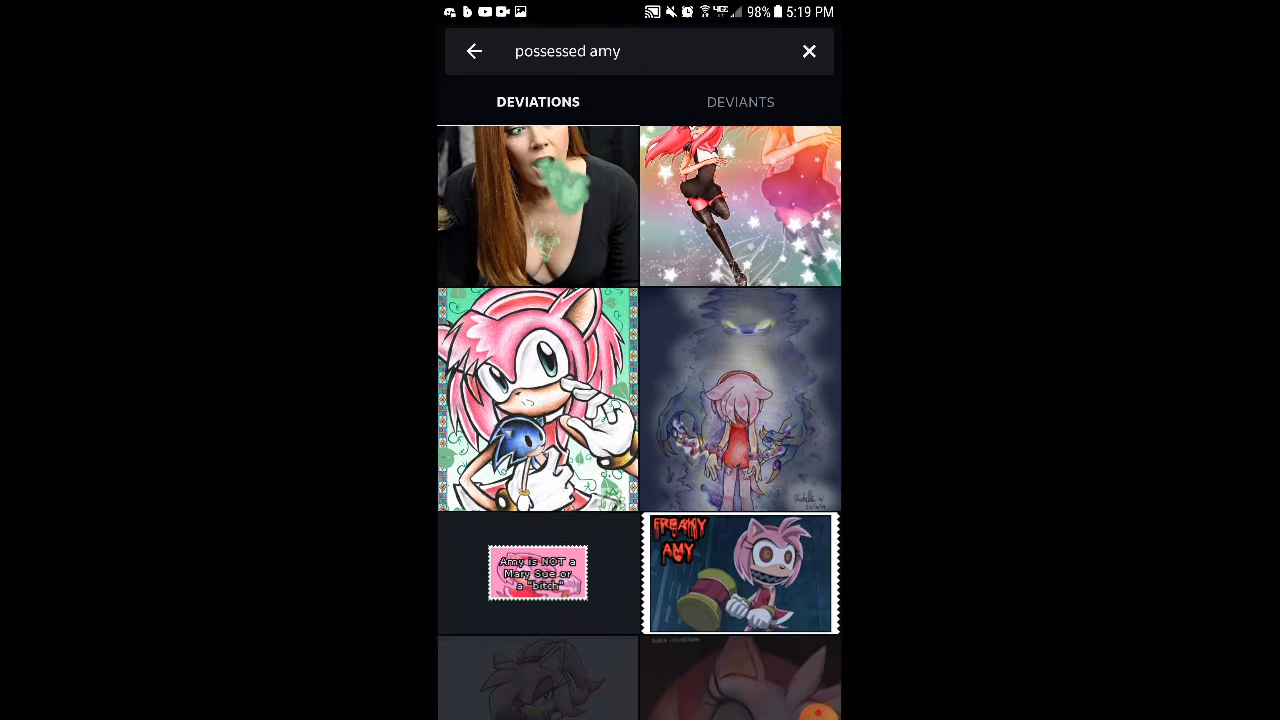 98% 5:19 PM
possessed amy
DEVIATIONS
DEVIANTS
Amy is NOT a
Mary Sue or
a "bitch"
FREAKY
AMY